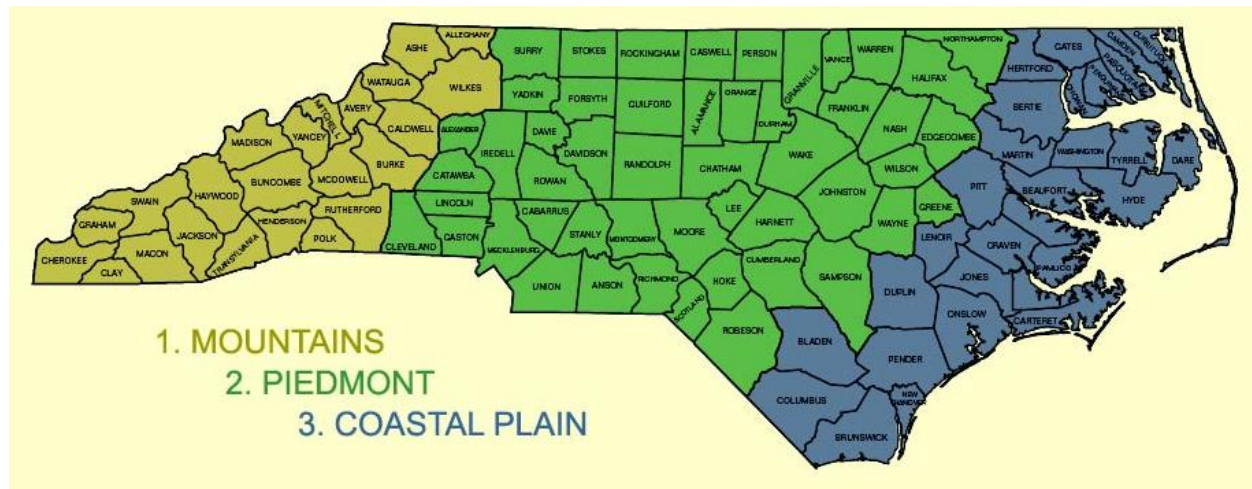 ALLEGHANY
ASHE
SURRY
STOKES
ROCKINGHAM
CASWELL
PERSON
GRANVILLE
VANCE
WARREN
NORTHAMPTON
HALIFAX
HERTFORD
GATES
CAMDEN
CURRITUCK
PASQUOTANK
CHOWAN
WATAUGA
WILKES
YADKIN
FORSYTH
GUILFORD
ALAMANCE
ORANGE
DURHAM
FRANKLIN
NASH
EDGECOMBE
BERTIE
MITCHELL
AVERY
CALDWELL
ALEXANDER
IREDELL
DAVIE
DAVIDSON
RANDOLPH
CHATHAM
WAKE
WILSON
MARTIN
WASHINGTON
TYRRELL
DARE
MADISON
YANCEY
BURKE
CATAWBA
ROWAN
JOHNSTON
GREENE
PITT
BEAUFORT
HYDE
SWAIN
HAYWOOD
BUNCOMBE
MCDOWELL
LINCOLN
CABARRUS
STANLY
MONTGOMERY
MOORE
LEE
HARNETT
WAYNE
LENOIR
CRAVEN
PAMLICO
GRAHAM
JACKSON
HENDERSON
RUTHERFORD
POLK
CLEVELAND
GASTON
MECKLENBURG
CHEROKEE
CLAY
MACON
TRANSYLVANIA
UNION
ANSON
RICHMOND
SCOTLAND
HOKE
CUMBERLAND
SAMPSON
DUPLIN
JONES
ONSLOW
CARTERET
ROBESON
BLADEN
PENDER
COLUMBUS
NEW
HANOVER
BRUNSWICK
1. MOUNTAINS
2. PIEDMONT
3. COASTAL PLAIN